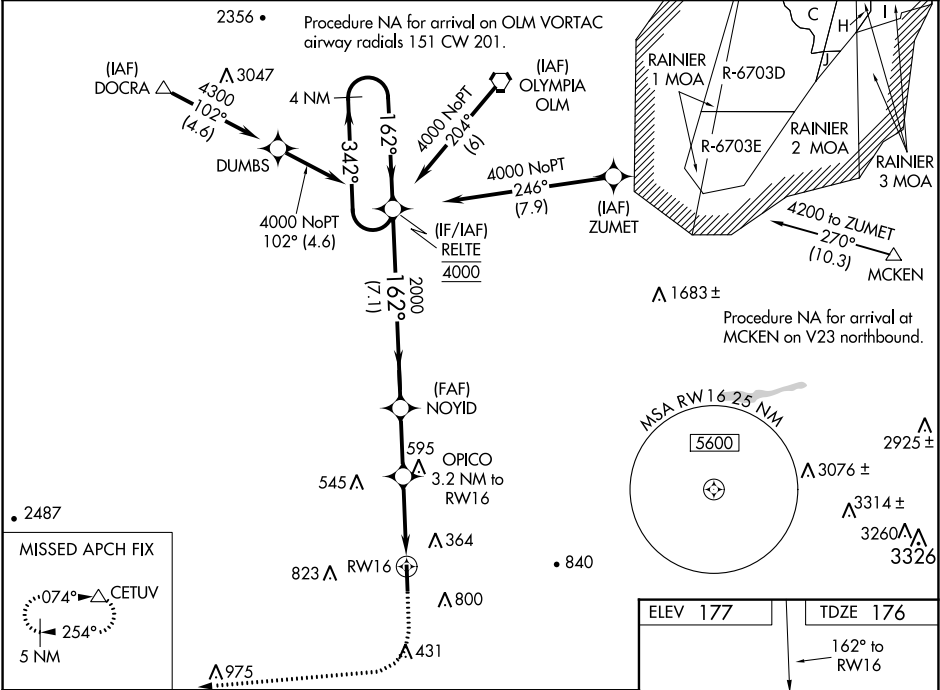 2356
Procedure NA for arrival on OLM VORTAC
airway radials 151 CW 201.
C
H
I
J
(IAF)
DOCRA
3047
4300
102°
(4.6)
4 NM
162°
342°
(IAF)
OLYMPIA
OLM
4000 NoPT
204°
(6)
RAINIER
1 MOA
R-6703D
R-6703E
RAINIER
2 MOA
RAINIER
3 MOA
DUMBS
4000 NoPT
102° (4.6)
4000 NoPT
246°
(7.9)
(IAF)
ZUMET
(IF/IAF)
RELTE
4000
4200 to ZUMET
270°
(10.3)
MCKEN
2000
162°
(7.1)
1683 ±
Procedure NA for arrival at
MCKEN on V23 northbound.
(FAF)
NOYID
MSA RW16 25 NM
5600
595
OPICO
3.2 NM to
RW16
545
2925 ±
3076 ±
3314 ±
3260
3326
2487
MISSED APCH FIX
074°
CETUV
254°
5 NM
364
823
RW16
840
800
431
975
ELEV 177
TDZE 176
162° to
RW16